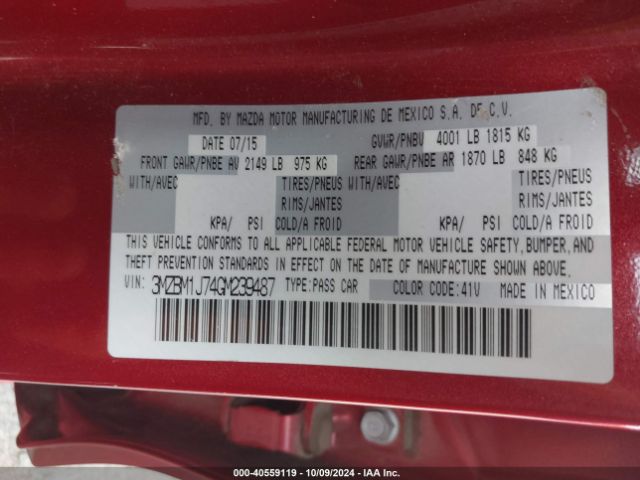 MFD. BY MAZDA MOTOR MANUFACTURING DE MEXICO S.A. DE C.V.
DATE 07/15 GVWR/PNBV 4001 LB 1815 KG
FRONT GAWR/PNBE AV 2149 LB 975 KG REAR GAWR/PNBE AR 1870 LB 848 KG
WITH/AVEC TIRES/PNEUS WITH/AVEC TIRES/PNEUS
RIMS/JANTES RIMS/JANTES
KPA/ PSI COLD/A FROID KPA/ PSI COLD/A FROID
THIS VEHICLE CONFORMS TO ALL APPLICABLE FEDERAL MOTOR VEHICLE SAFETY, BUMPER, AND
THEFT PREVENTION STANDARDS IN EFFECT ON THE DATE OF MANUFACTURE SHOWN ABOVE.
VIN: 3MZBM1J74GM239487 TYPE: PASS CAR COLOR CODE: 41V MADE IN MEXICO
000-40559119 - 10/09/2024 - IAA Inc.